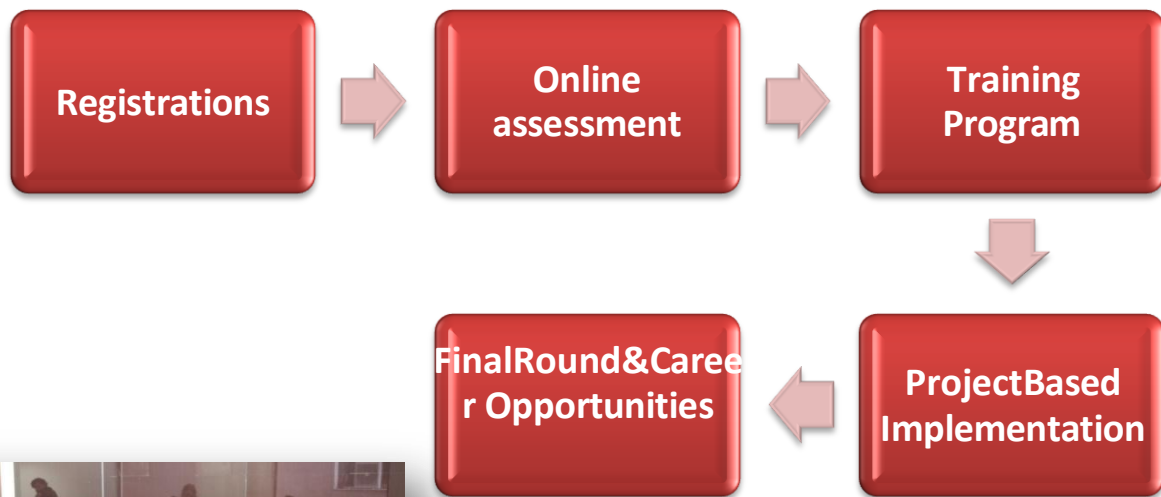 Registrations
Online
assessment
Training
Program
ProjectBased
Implementation
FinalRound&Caree
r Opportunities